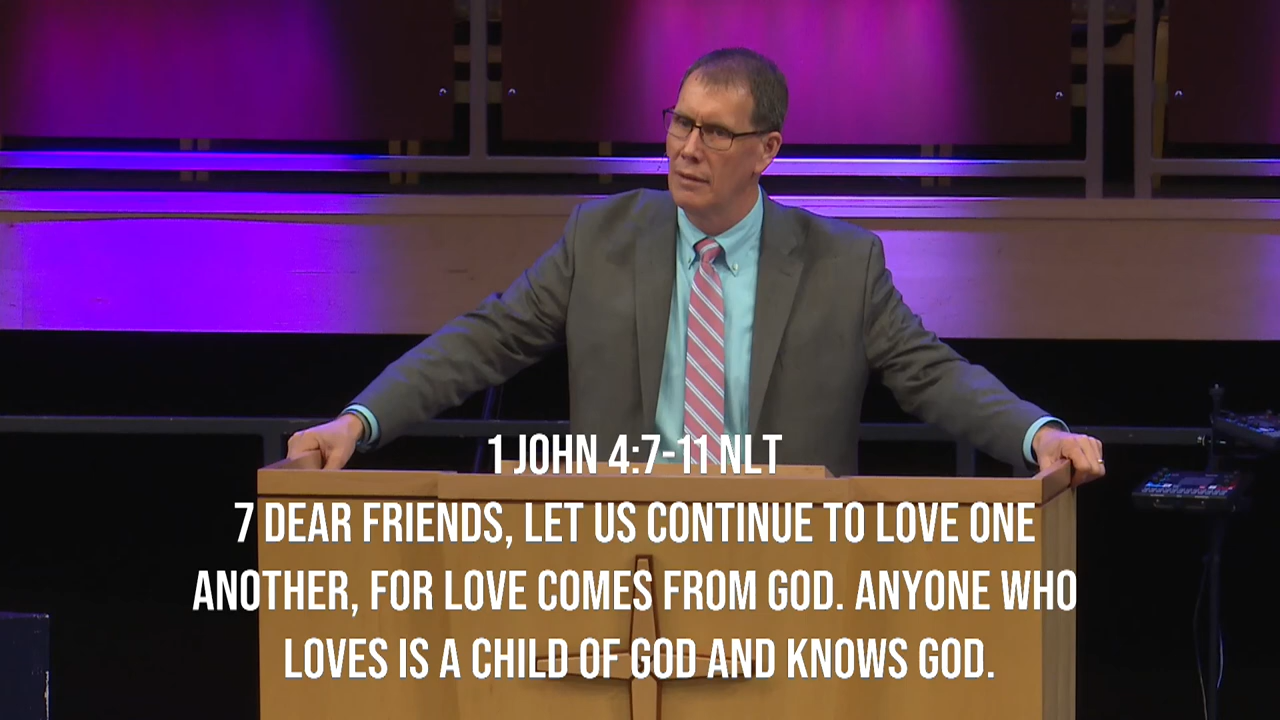 1 JOHN 4:7-11 NLT
7 DEAR FRIENDS, LET US CONTINUE TO LOVE ONE
ANOTHER, FOR LOVE COMES FROM GOD. ANYONE WHO
LOVES IS A CHILD OF GOD AND KNOWS GOD.